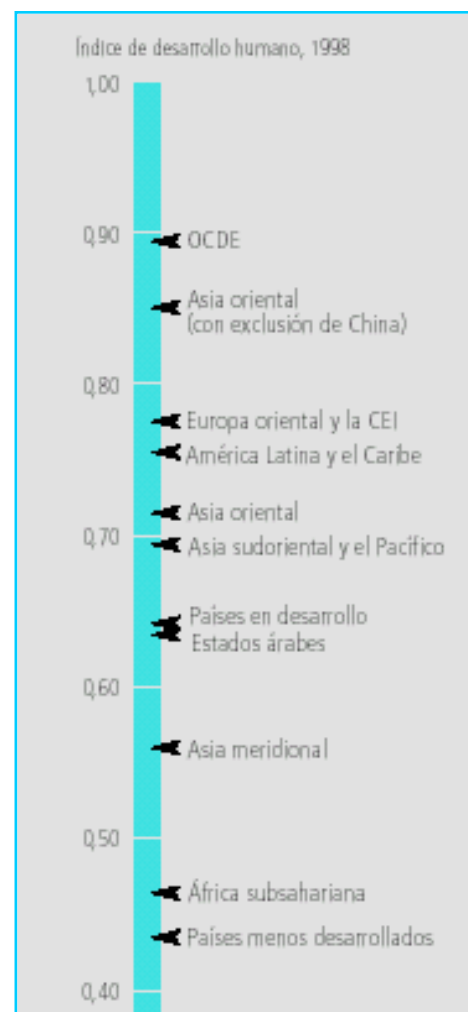 Índice de desarrollo humano, 1998
1,00
0,90
OCDE
Asia oriental
(con exclusión de China)
0,80
Europa oriental y la CEI
América Latina y el Caribe
Asia oriental
0,70
Asia sudoriental y el Pacífico
Países en desarrollo
Estados árabes
0,60
Asia meridional
0,50
África subsahariana
Países menos desarrollados
0,40